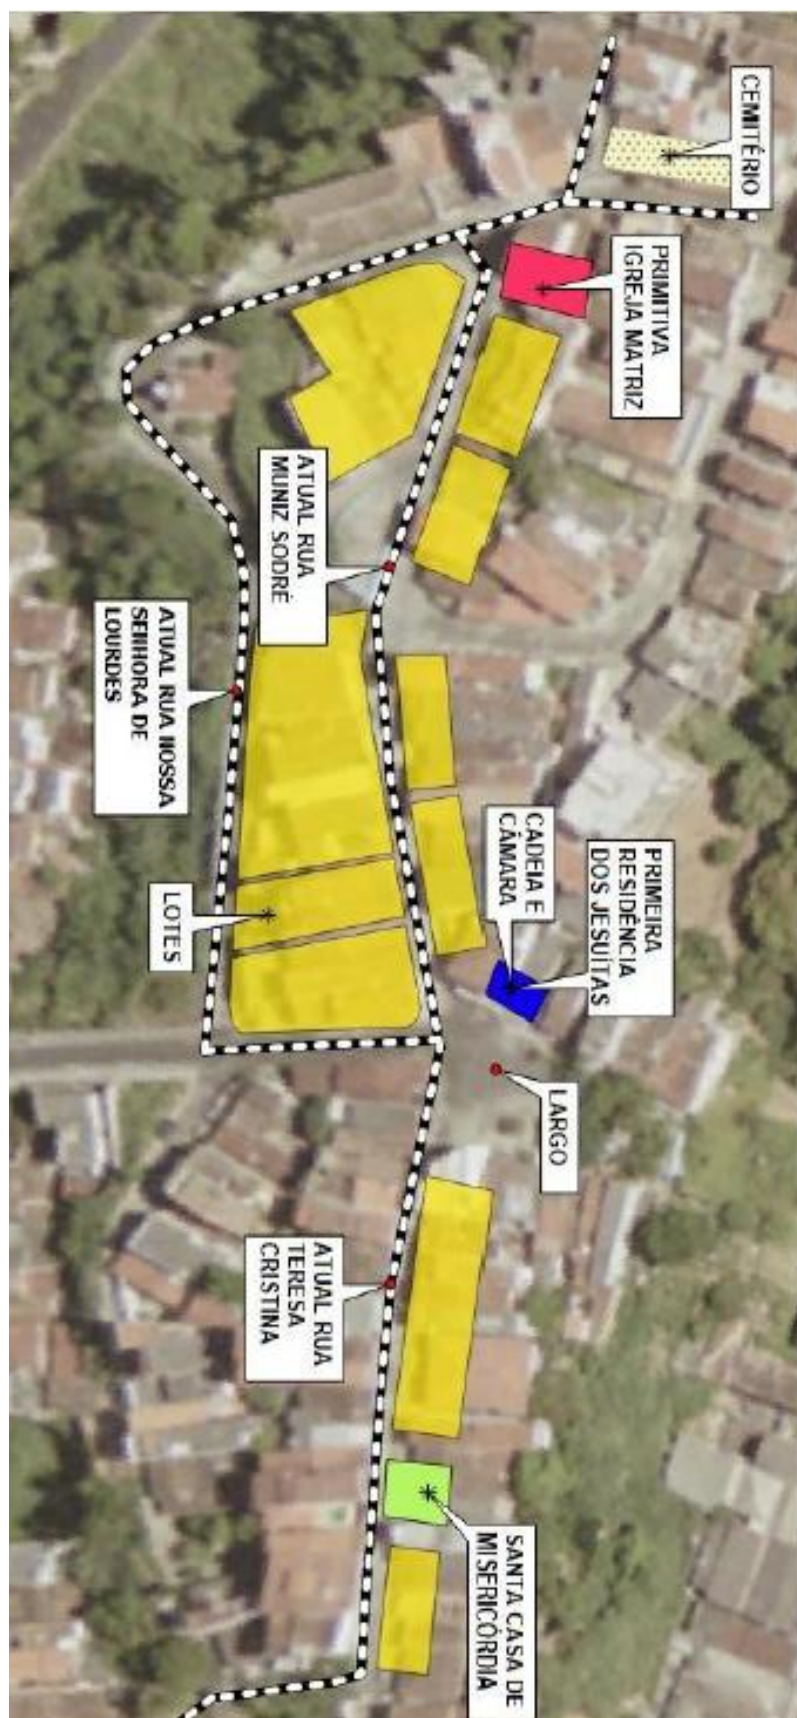 CEMITÉRIO
PRIMITIVA
IGREJA MATRIZ
ATUAL RUA
MUNIZ SODRÉ
ATUAL RUA NOSSA
SENHORA DE
LOURDES
LOTES
CADEIA E
CÂMARA
PRIMEIRA
RESIDÊNCIA
DOS JESUÍTAS
LARGO
ATUAL RUA
TERESA
CRISTINA
SANTA CASA DE
MISERICÓRDIA